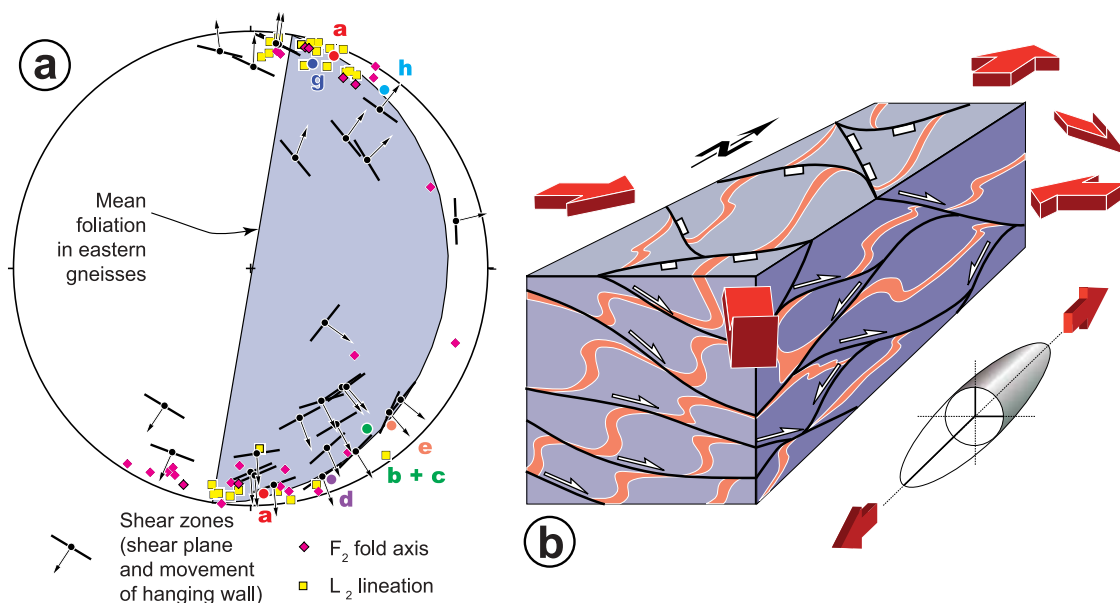 a
a
g
h
Mean
foliation
in eastern
gneisses
e
b + c
d
a
Shear zones
(shear plane
and movement
of hanging wall)
F2 fold axis
L2 lineation
N
b